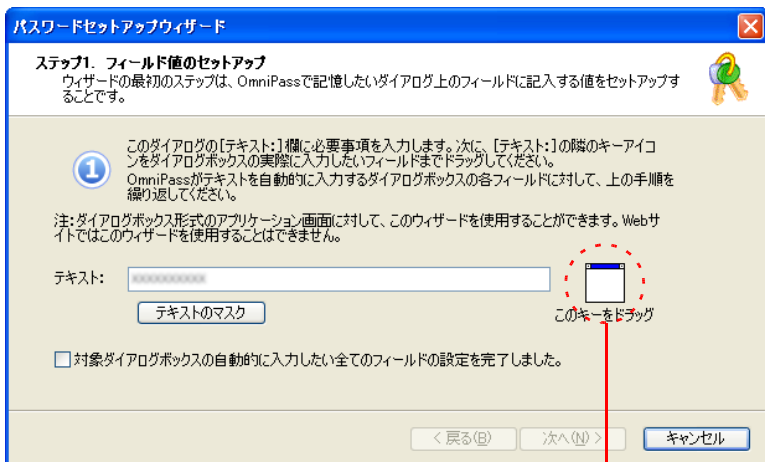 パスワードセットアップウィザード
ステップ1. フィールド値のセットアップ
ウィザードの最初のステップは、OmniPassで記憶したいダイアログ上のフィールドに記入する値をセットアップす
ることです。
このダイアログの[テキスト:]欄に必要事項を入力します。次に、[テキスト:]の隣のキーアイコ
ンをダイアログボックスの実際に入力したいフィールドまでドラッグしてください。
OmniPassがテキストを自動的に入力するダイアログボックスの各フィールドに対して、上の手順を
繰り返してください。
注:ダイアログボックス形式のアプリケーション画面に対して、このウィザードを使用することができます。Webサ
イトではこのウィザードを使用することはできません。
テキスト:
テキストのマスク
このキーをドラッグ
対象ダイアログボックスの自動的に入力したい全てのフィールドの設定を完了しました。
< 戻る(B)
次へ(N) >
キャンセル